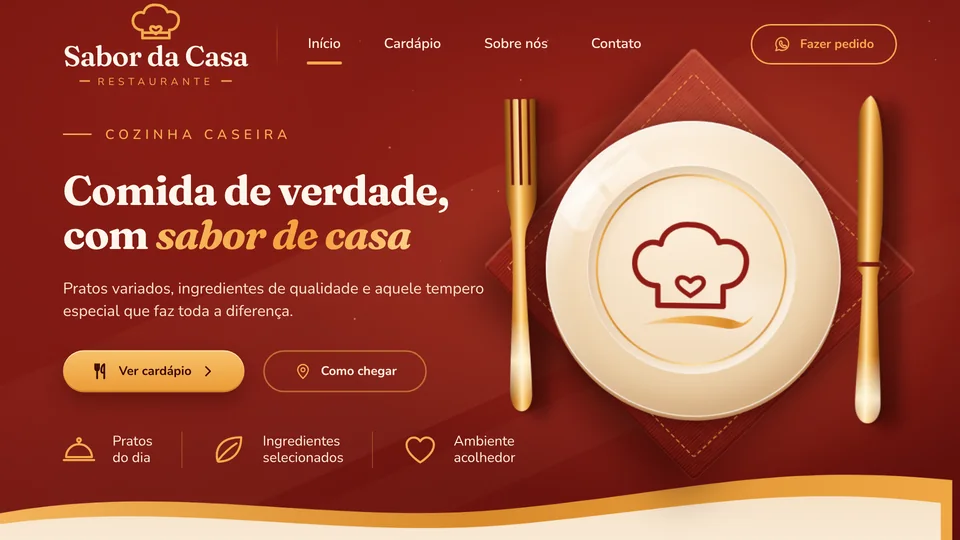 Sabor da Casa
RESTAURANTE
Início
Cardápio
Sobre nós
Contato
Fazer pedido
COZINHA CASEIRA
Comida de verdade,
com sabor de casa
Pratos variados, ingredientes de qualidade e aquele tempero
especial que faz toda a diferença.
Ver cardápio
Como chegar
Pratos
do dia
Ingredientes
selecionados
Ambiente
acolhedor